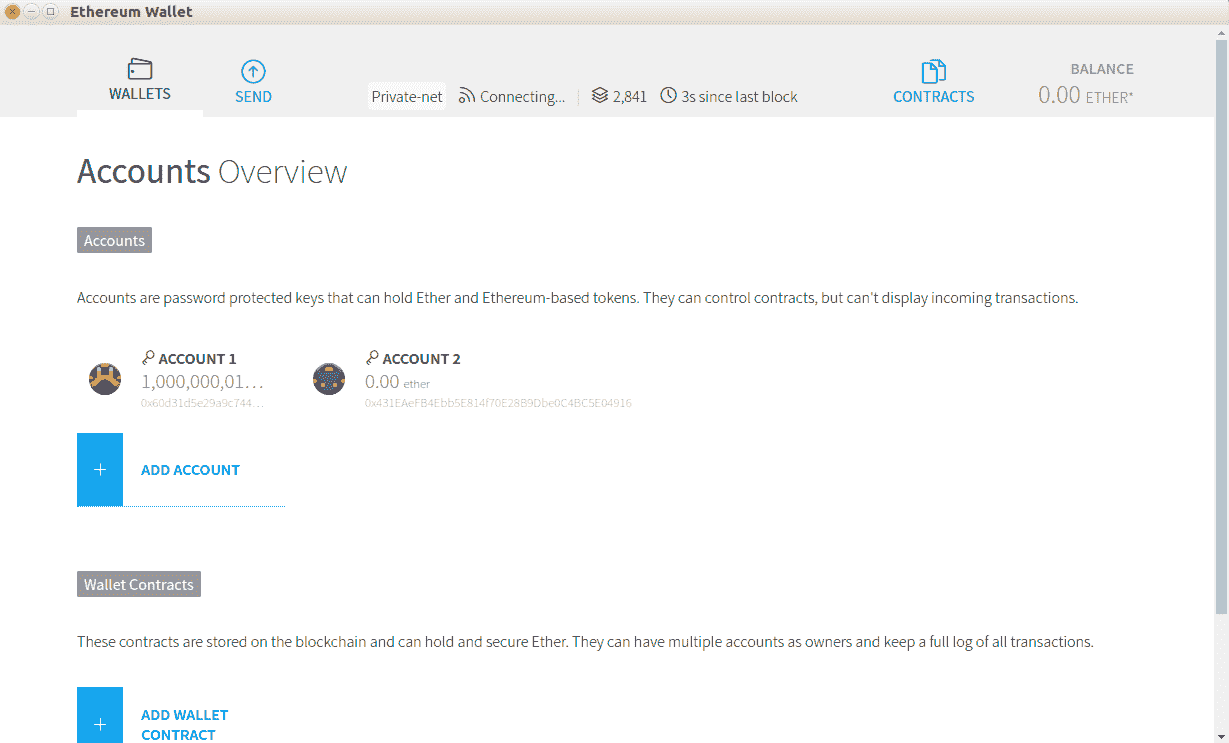 Ethereum Wallet
WALLETS
SEND
Private-net
Connecting...
2,841
3s since last block
CONTRACTS
BALANCE
0.00 ETHER*
Accounts Overview
Accounts
Accounts are password protected keys that can hold Ether and Ethereum-based tokens. They can control contracts, but can't display incoming transactions.
ACCOUNT 1
1,000,000,01...
0x60d31d5e29a9c744...
ACCOUNT 2
0.00 ether
0x431EAeFB4Ebb5E814f70E28B9Dbe0C4BC5E04916
+
ADD ACCOUNT
Wallet Contracts
These contracts are stored on the blockchain and can hold and secure Ether. They can have multiple accounts as owners and keep a full log of all transactions.
+
ADD WALLET
CONTRACT